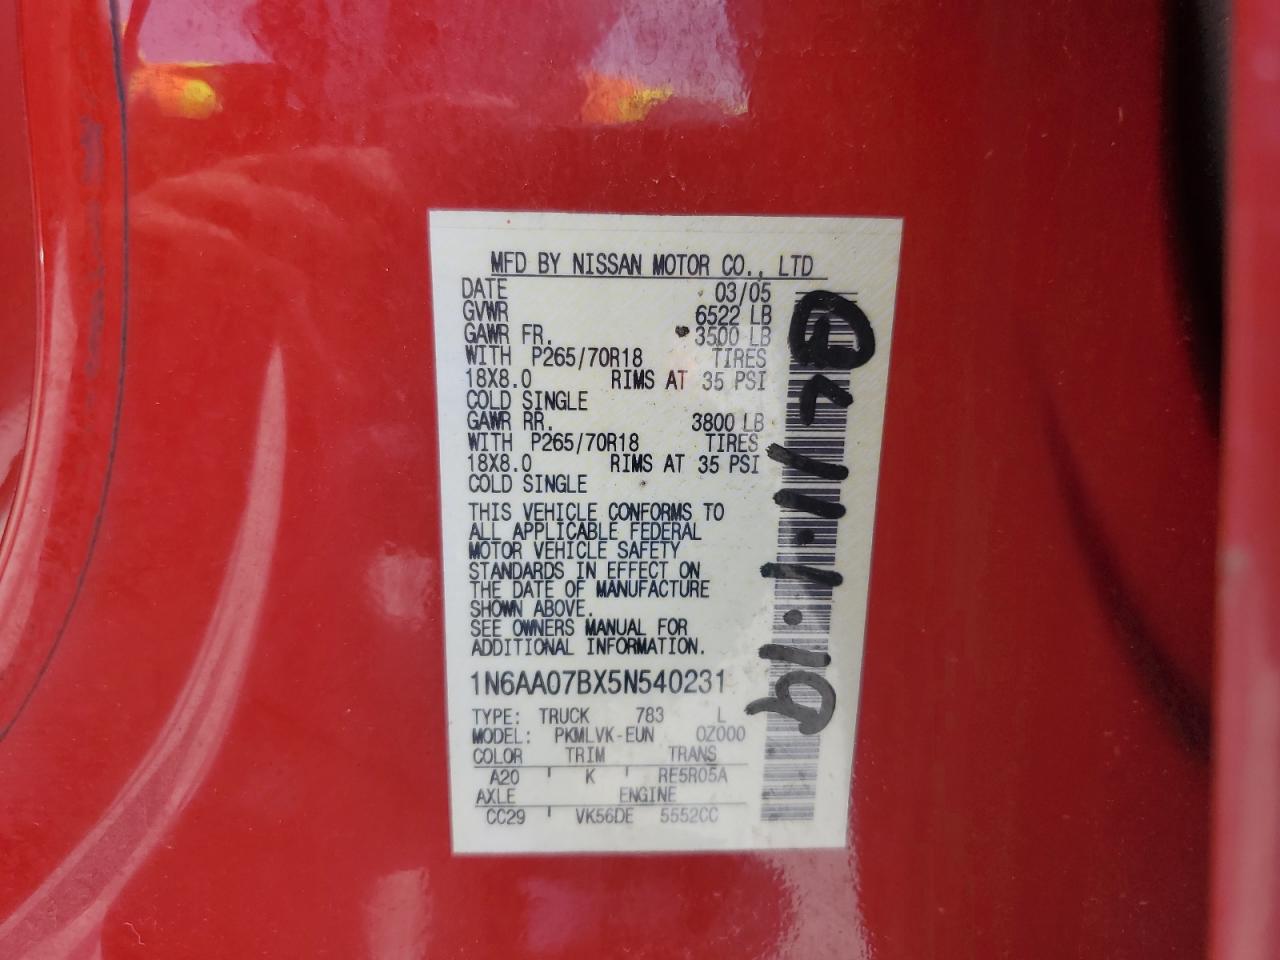 MFD BY NISSAN MOTOR CO., LTD
DATE 03/05
GVWR 6522 LB
GAWR FR. 3500 LB
WITH P265/70R18 TIRES
18X8.0 RIMS AT 35 PSI
COLD SINGLE
GAWR RR. 3800 LB
WITH P265/70R18 TIRES
18X8.0 RIMS AT 35 PSI
COLD SINGLE
THIS VEHICLE CONFORMS TO
ALL APPLICABLE FEDERAL
MOTOR VEHICLE SAFETY
STANDARDS IN EFFECT ON
THE DATE OF MANUFACTURE
SHOWN ABOVE.
SEE OWNERS MANUAL FOR
ADDITIONAL INFORMATION.
1N6AA07BX5N540231
TYPE: TRUCK 783 L
MODEL: PKMLVK-EUN 0Z000
COLOR TRIM TRANS
A20 K RE5R05A
AXLE ENGINE
CC29 VK56DE 5552CC